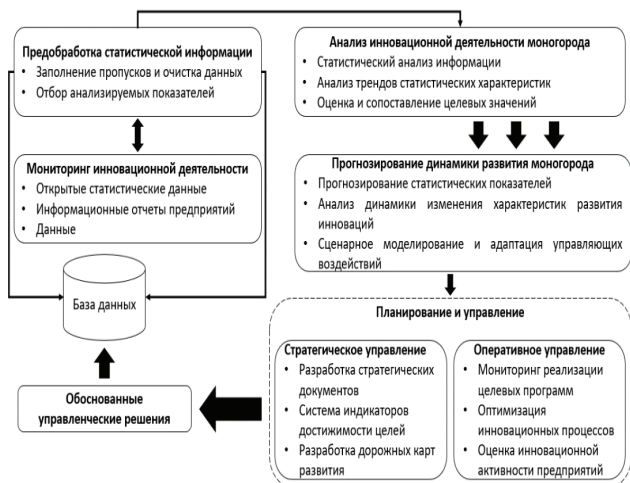 Предобработка статистической информации
• Заполнение пропусков и очистка данных
• Отбор анализируемых показателей
Мониторинг инновационной деятельности
• Открытые статистические данные
• Информационные отчеты предприятий
• Данные
База данных
Обоснованные
управленческие решения
Анализ инновационной деятельности моногорода
• Статистический анализ информации
• Анализ трендов статистических характеристик
• Оценка и сопоставление целевых значений
Прогнозирование динамики развития моногорода
• Прогнозирование статистических показателей
• Анализ динамики изменения характеристик развития
инноваций
• Сценарное моделирование и адаптация управляющих
воздействий
Планирование и управление
Стратегическое управление
• Разработка стратегических
документов
• Система индикаторов
достижимости целей
• Разработка дорожных карт
развития
Оперативное управление
• Мониторинг реализации
целевых программ
• Оптимизация
инновационных процессов
• Оценка инновационной
активности предприятий